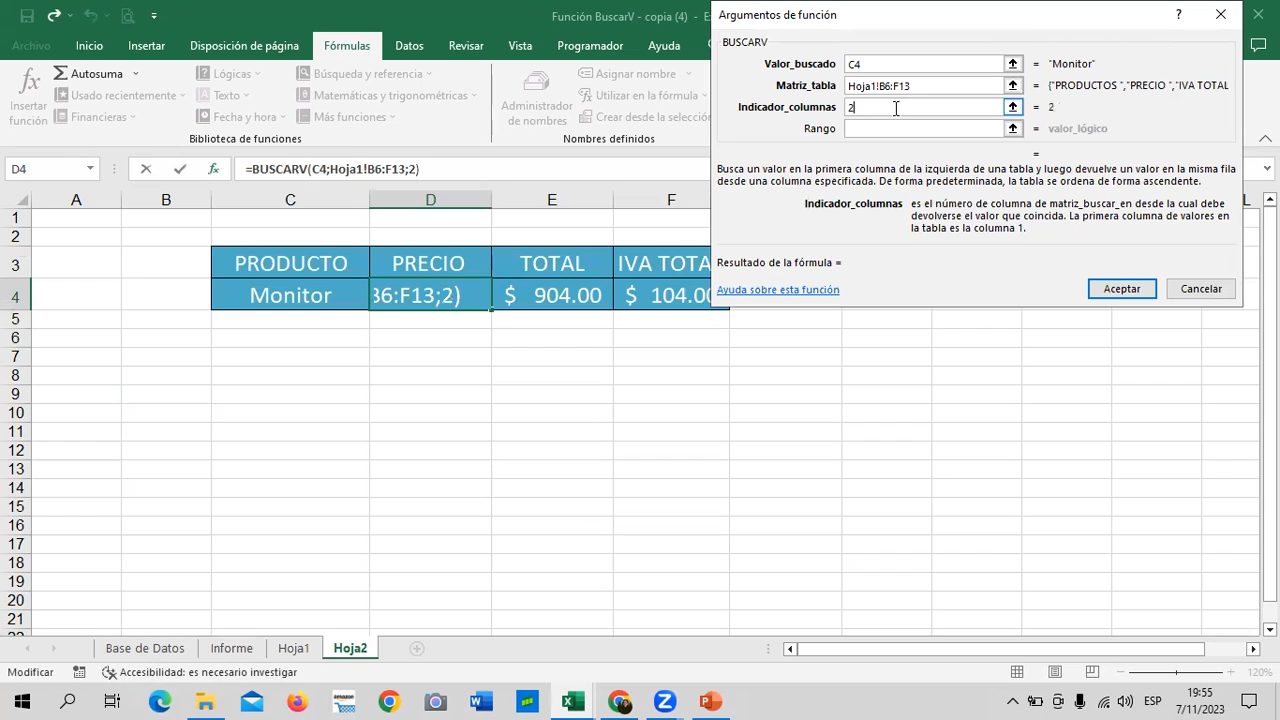 Función BuscarV - copia (4) - E
Archivo Inicio Insertar Disposición de página Fórmulas Datos Revisar Vista Programador Ayuda
Insertar función
Autosuma
Usado recientemente
Financieras
Lógicas
Texto
Fecha y hora
Búsqueda y referencia
Matemáticas y trigonométricas
Más funciones
Biblioteca de funciones
Administrador de nombres
Asignar nombre
Utilizar en la fórmula
Crear desde la selección
Nombres definidos
D4
fx
=BUSCARV(C4;Hoja1!B6:F13;2)
Argumentos de función
?
BUSCARV
Valor_buscado C4 = "Monitor"
Matriz_tabla Hoja1!B6:F13 = {"PRODUCTOS ","PRECIO ","IVA TOTAL
Indicador_columnas 2 = 2
Rango = valor_lógico
=
Busca un valor en la primera columna de la izquierda de una tabla y luego devuelve un valor en la misma fila
desde una columna especificada. De forma predeterminada, la tabla se ordena de forma ascendente.
Indicador_columnas es el número de columna de matriz_buscar_en desde la cual debe
devolverse el valor que coincida. La primera columna de valores en
la tabla es la columna 1.
Resultado de la fórmula =
Ayuda sobre esta función
Aceptar Cancelar
A B C D E F L
1
2
3 PRODUCTO PRECIO TOTAL IVA TOTA
4 Monitor B6:F13;2) $ 904.00 $ 104.00
5
6
7
8
9
10
11
12
13
14
15
16
17
18
19
20
21
22
Base de Datos Informe Hoja1 Hoja2
Modificar Accesibilidad: es necesario investigar 120%
ESP
19:55
7/11/2023